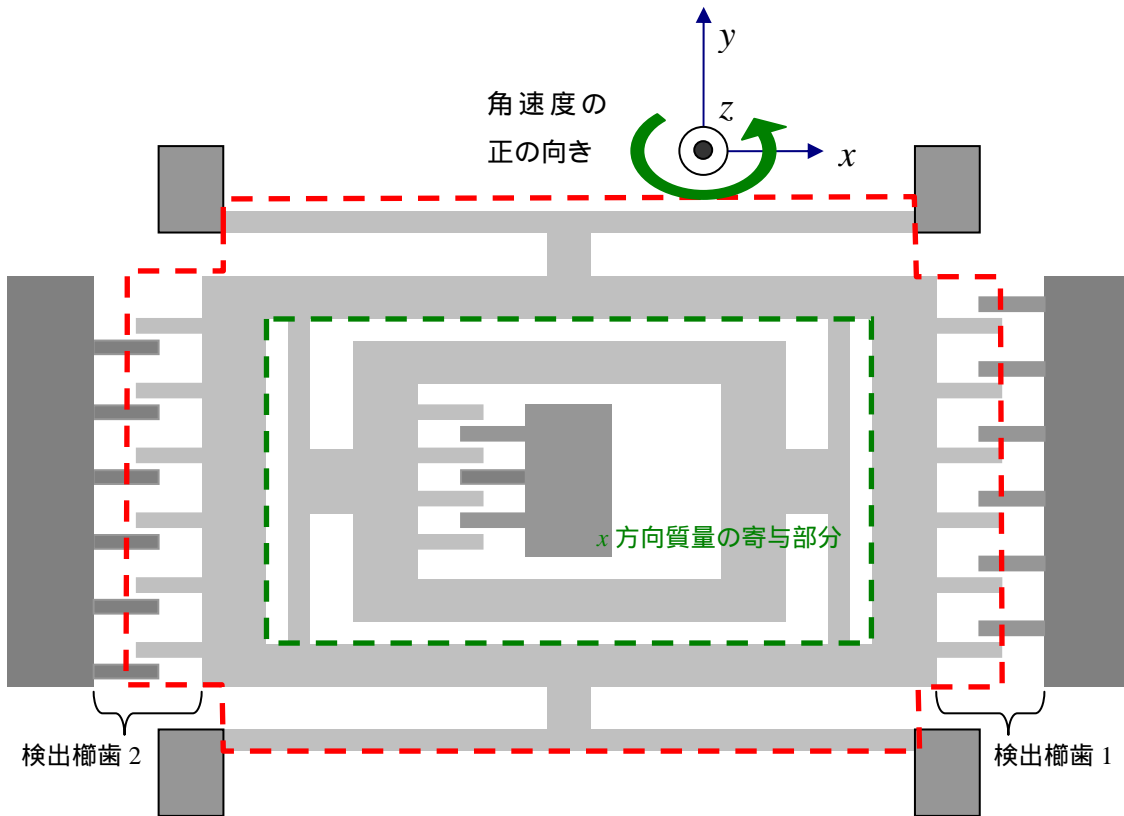 y
角速度の
z
正の向き
x
x 方向質量の寄与部分
検出櫛歯 2
検出櫛歯 1